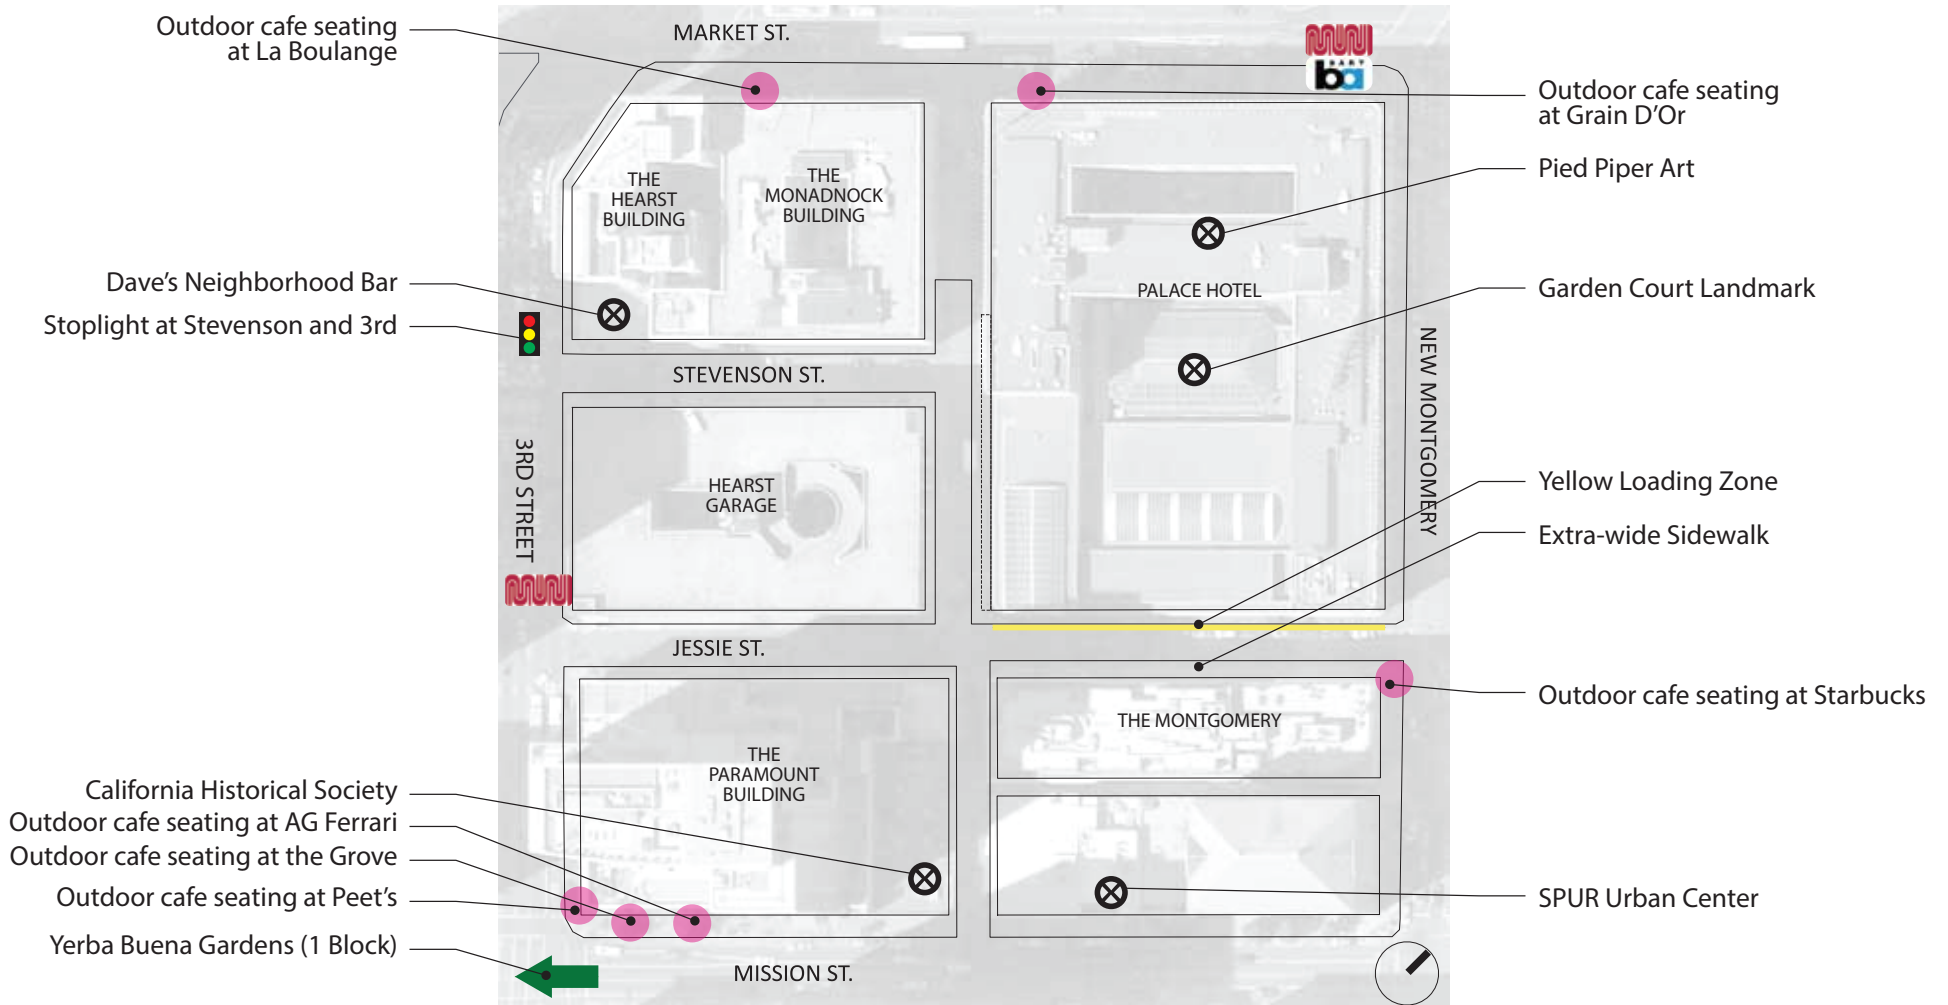 Outdoor cafe seating
at La Boulange
Dave's Neighborhood Bar
Stoplight at Stevenson and 3rd
California Historical Society
Outdoor cafe seating at AG Ferrari
Outdoor cafe seating at the Grove
Outdoor cafe seating at Peet's
Yerba Buena Gardens (1 Block)
MARKET ST.
muni
BART
ba
THE
HEARST
BUILDING
THE
MONADNOCK
BUILDING
PALACE HOTEL
STEVENSON ST.
3RD STREET
NEW MONTGOMERY
HEARST
GARAGE
muni
JESSIE ST.
THE MONTGOMERY
THE
PARAMOUNT
BUILDING
MISSION ST.
Outdoor cafe seating
at Grain D'Or
Pied Piper Art
Garden Court Landmark
Yellow Loading Zone
Extra-wide Sidewalk
Outdoor cafe seating at Starbucks
SPUR Urban Center